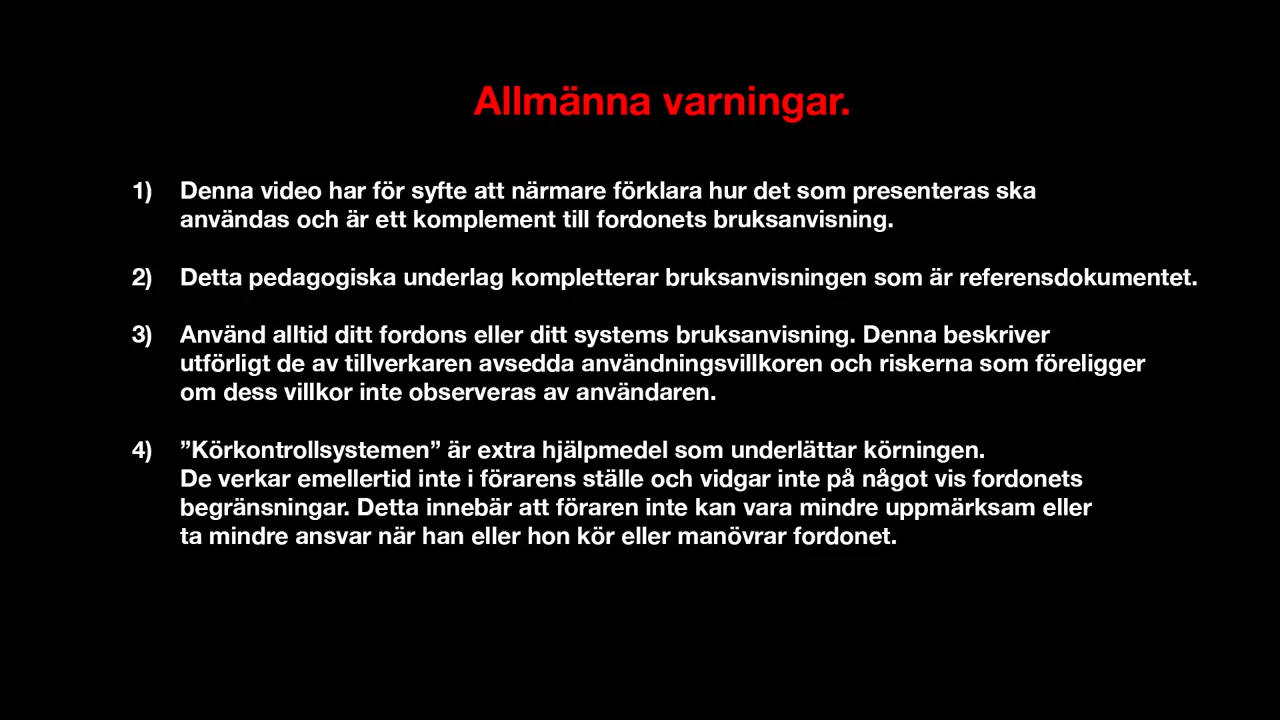 Allmänna varningar.
1) Denna video har för syfte att närmare förklara hur det som presenteras ska
användas och är ett komplement till fordonets bruksanvisning.
2) Detta pedagogiska underlag kompletterar bruksanvisningen som är referensdokumentet.
3) Använd alltid ditt fordons eller ditt systems bruksanvisning. Denna beskriver
utförligt de av tillverkaren avsedda användningsvillkoren och riskerna som föreligger
om dess villkor inte observeras av användaren.
4) ”Körkontrollsystemen” är extra hjälpmedel som underlättar körningen.
De verkar emellertid inte i förarens ställe och vidgar inte på något vis fordonets
begränsningar. Detta innebär att föraren inte kan vara mindre uppmärksam eller
ta mindre ansvar när han eller hon kör eller manövrar fordonet.